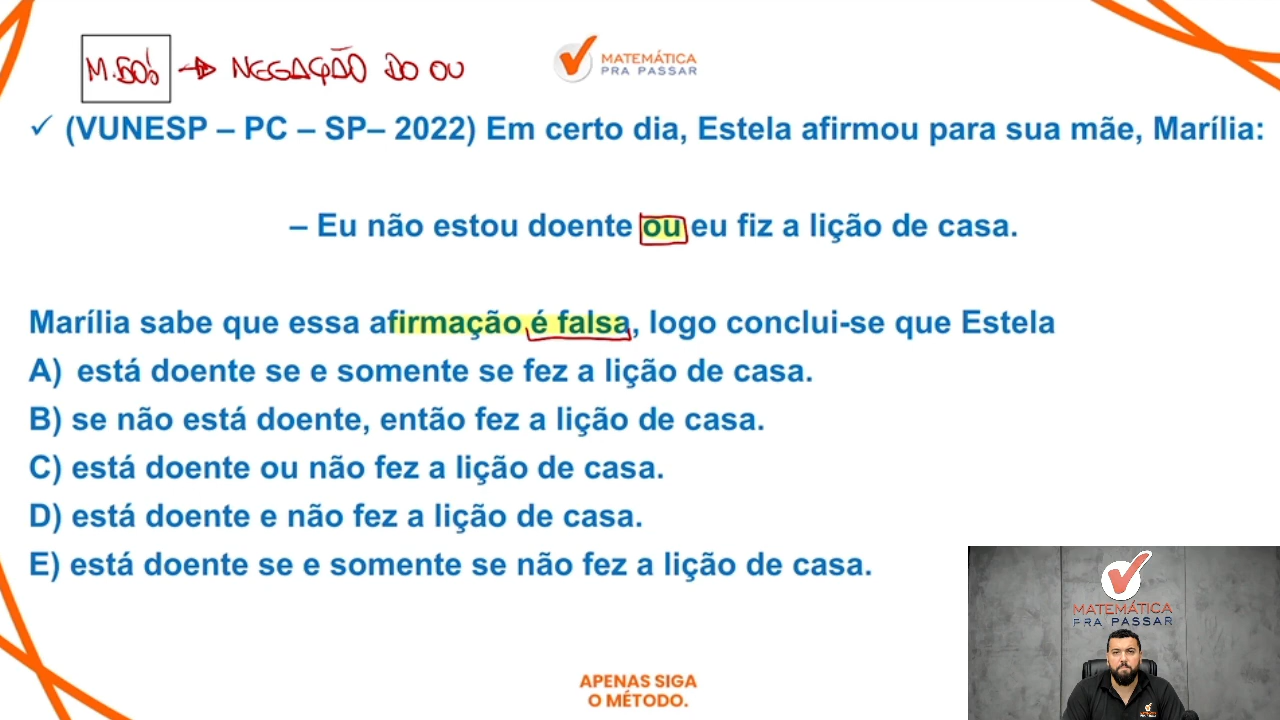 M.50! → NEGAÇÃO DO OU
MATEMÁTICA
PRA PASSAR
✓ (VUNESP – PC – SP– 2022) Em certo dia, Estela afirmou para sua mãe, Marília:
– Eu não estou doente ou eu fiz a lição de casa.
Marília sabe que essa afirmação é falsa, logo conclui-se que Estela
A) está doente se e somente se fez a lição de casa.
B) se não está doente, então fez a lição de casa.
C) está doente ou não fez a lição de casa.
D) está doente e não fez a lição de casa.
E) está doente se e somente se não fez a lição de casa.
MATEMÁTICA
PRA PASSAR
APENAS SIGA
O MÉTODO.